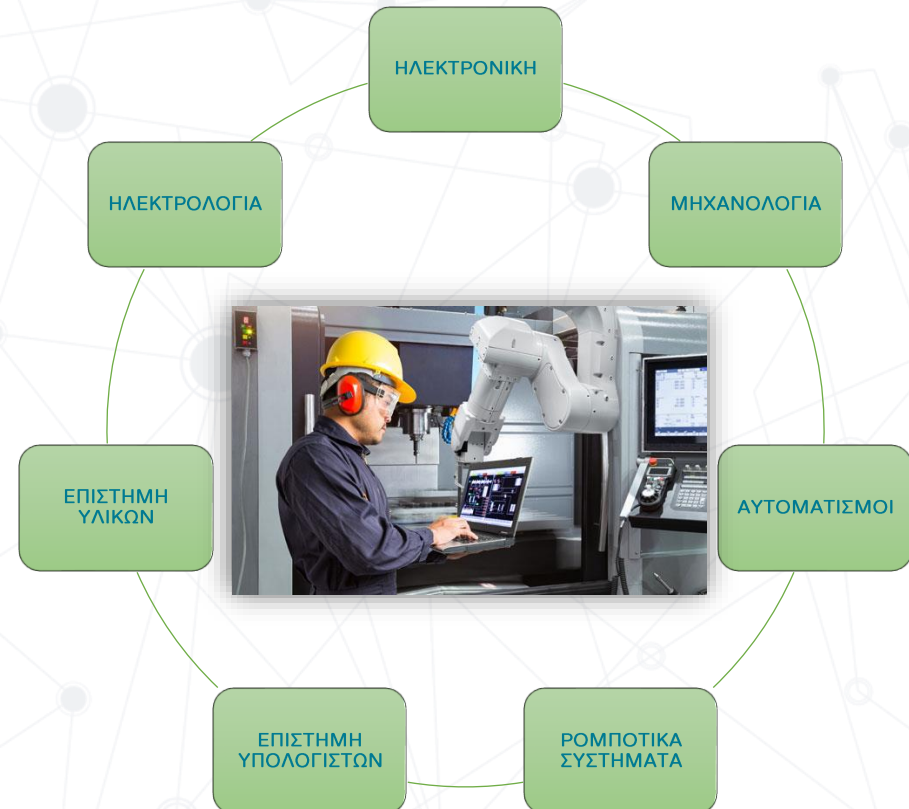 ΗΛΕΚΤΡΟΝΙΚΗ
ΜΗΧΑΝΟΛΟΓΙΑ
ΑΥΤΟΜΑΤΙΣΜΟΙ
ΡΟΜΠΟΤΙΚΑ
ΣΥΣΤΗΜΑΤΑ
ΕΠΙΣΤΗΜΗ
ΥΠΟΛΟΓΙΣΤΩΝ
ΕΠΙΣΤΗΜΗ
ΥΛΙΚΩΝ
ΗΛΕΚΤΡΟΛΟΓΙΑ